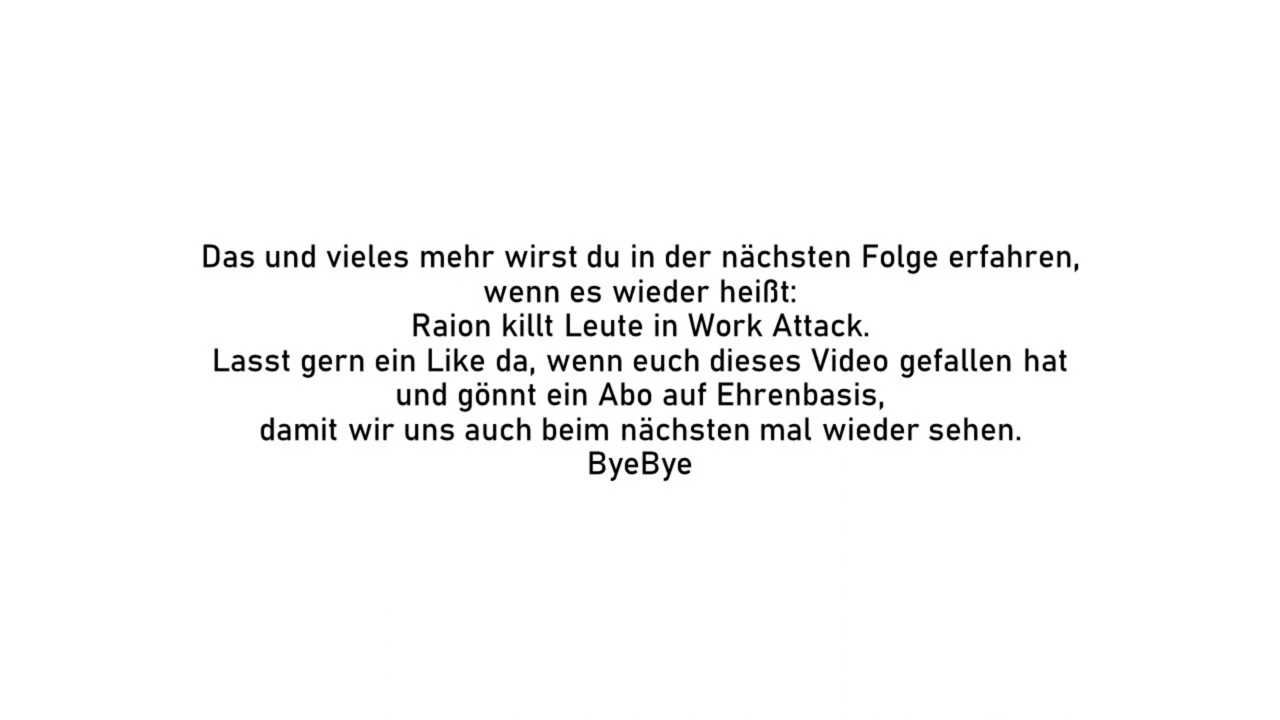 Das und vieles mehr wirst du in der nächsten Folge erfahren,
wenn es wieder heißt:
Raion killt Leute in Work Attack.
Lasst gern ein Like da, wenn euch dieses Video gefallen hat
und gönnt ein Abo auf Ehrenbasis,
damit wir uns auch beim nächsten mal wieder sehen.
ByeBye